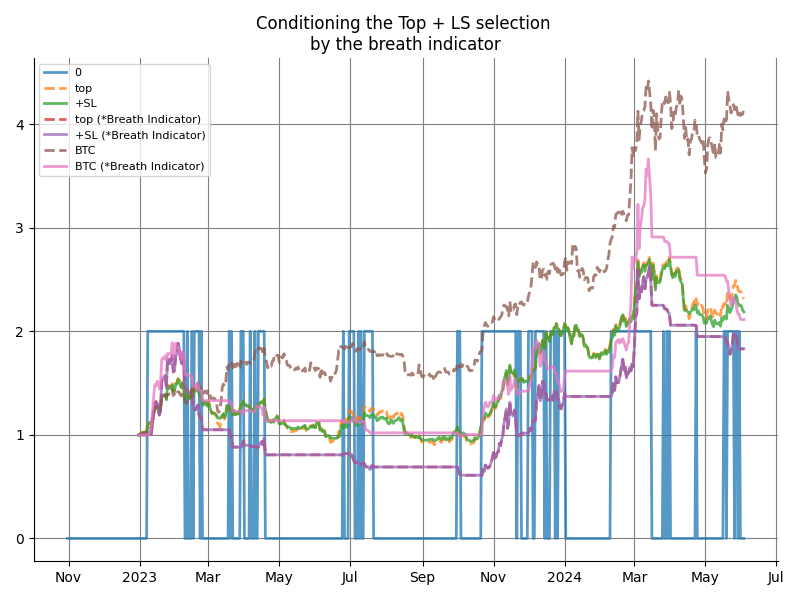 Conditioning the Top + LS selection
by the breath indicator
0
top
+SL
top (*Breath Indicator)
+SL (*Breath Indicator)
BTC
BTC (*Breath Indicator)
4
3
2
1
0
Nov 2023 Mar May Jul Sep Nov 2024 Mar May Jul